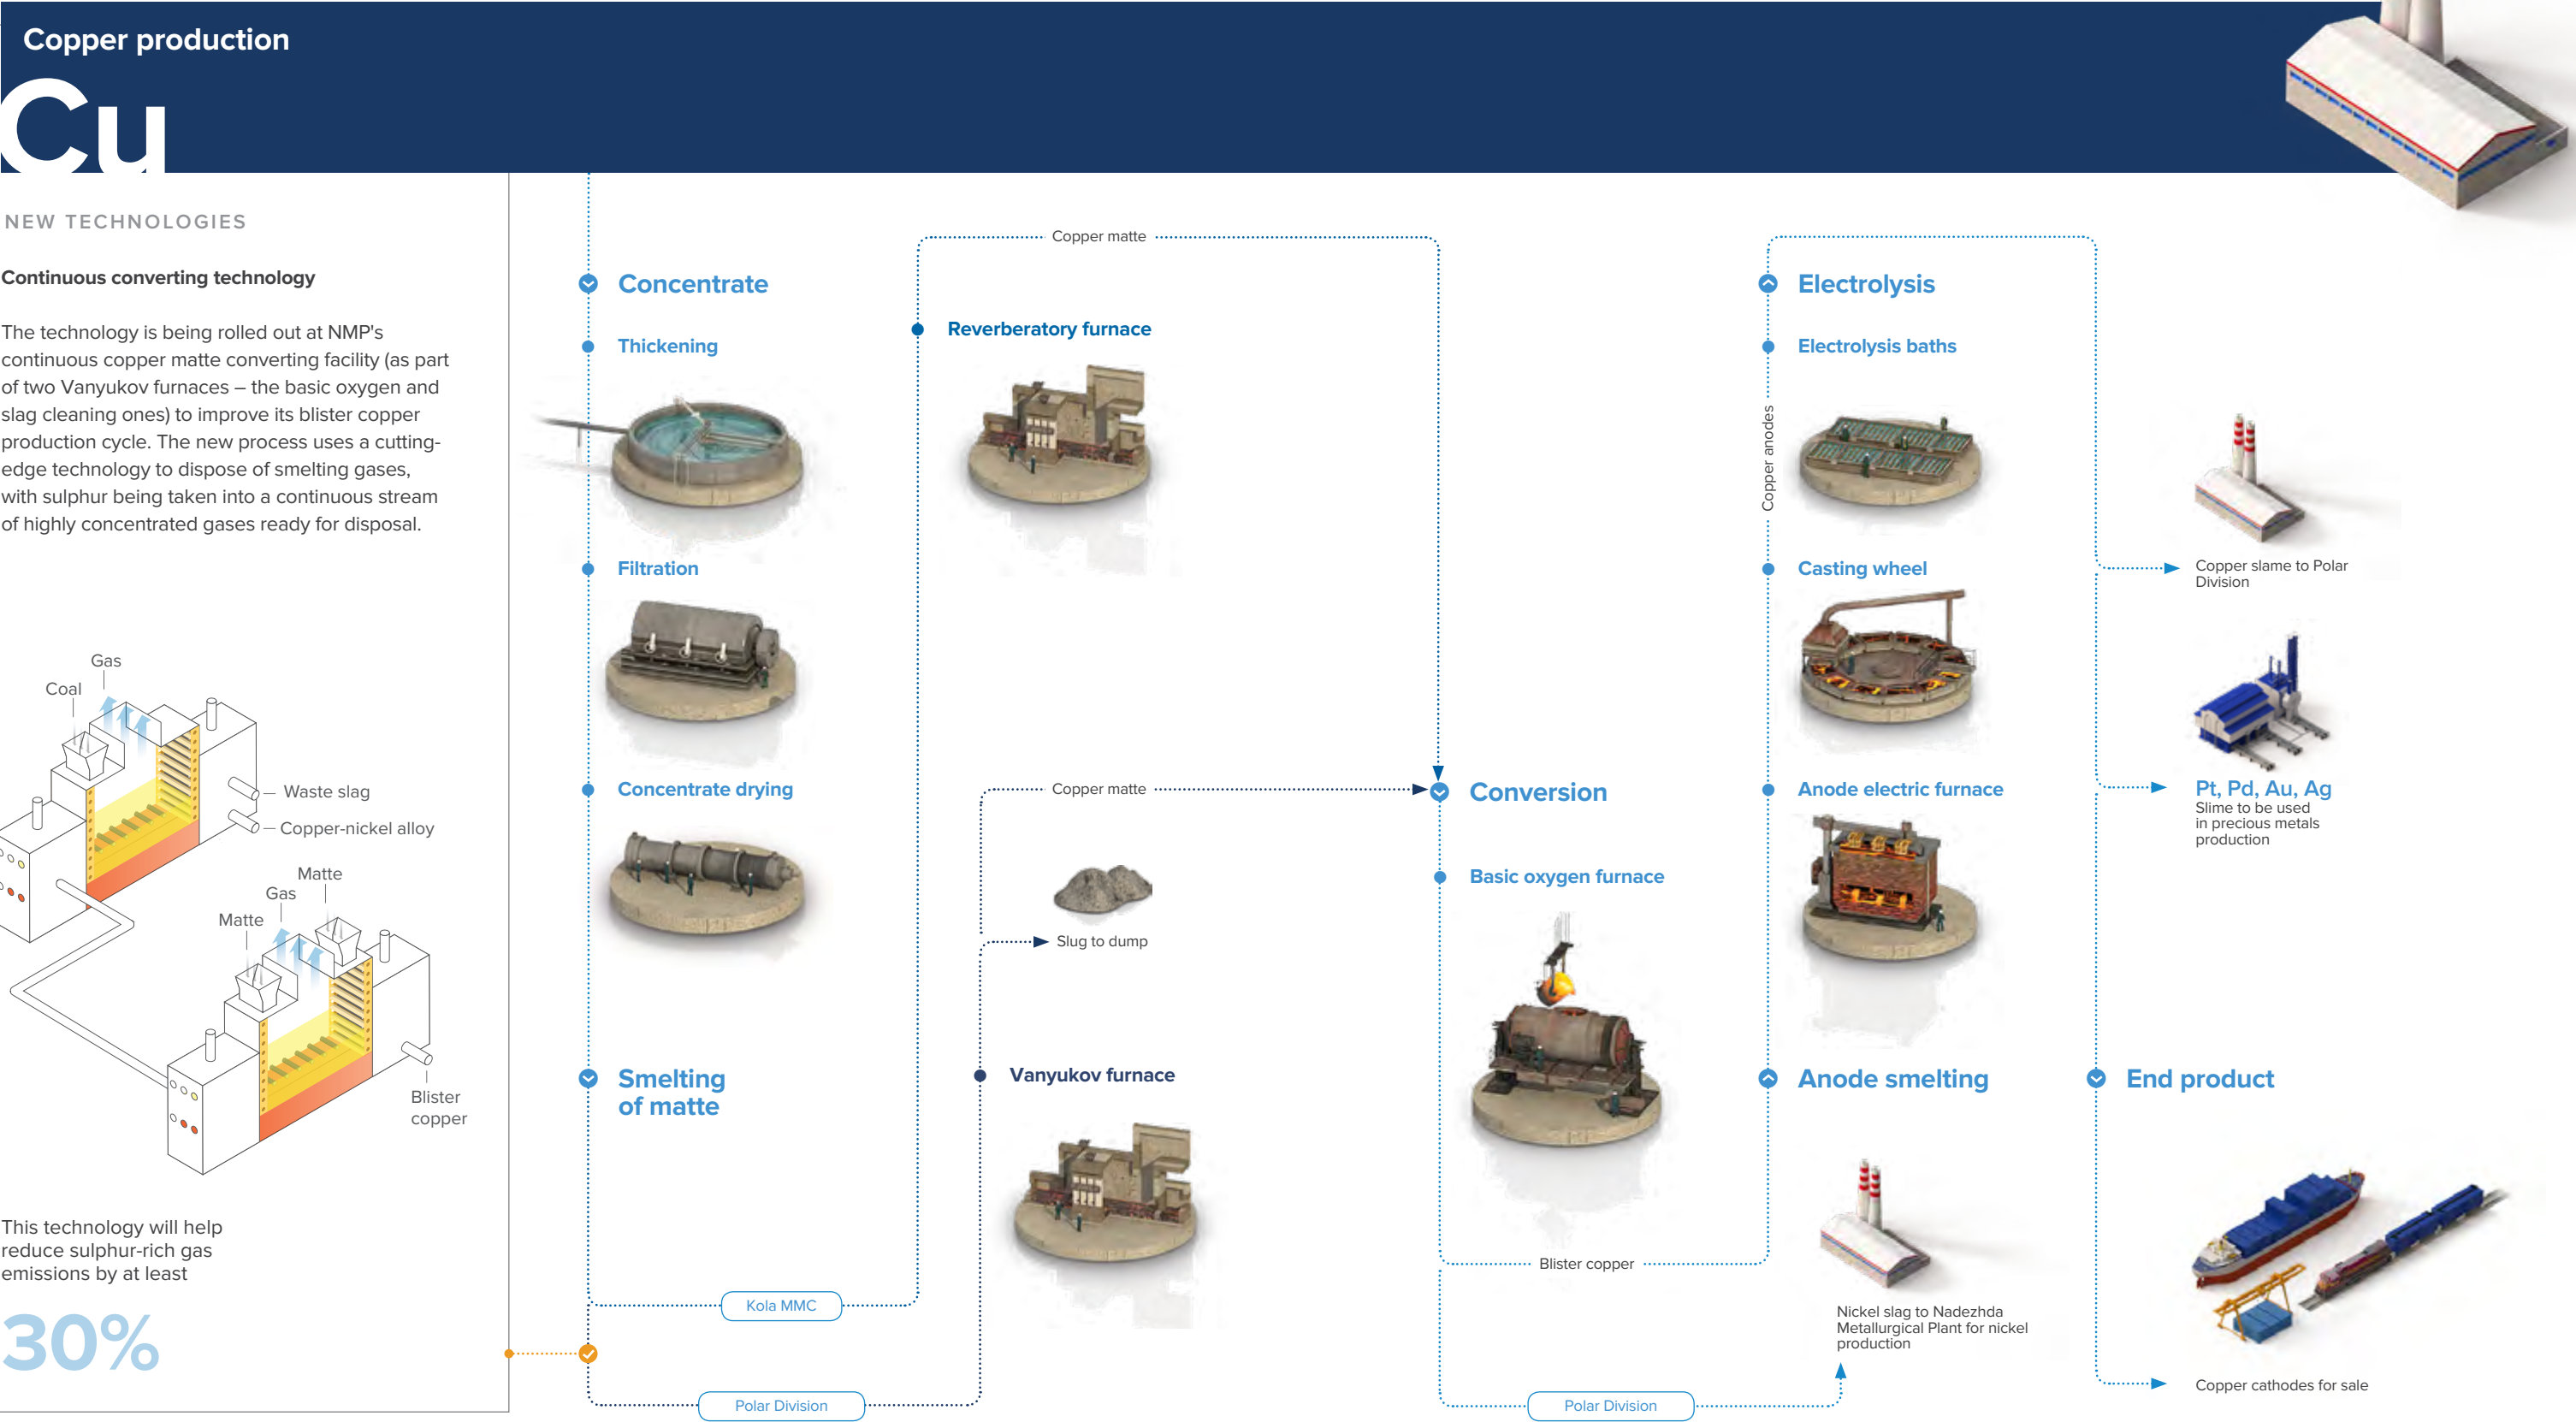 Copper production
Cu
NEW TECHNOLOGIES
Continuous converting technology
The technology is being rolled out at NMP's
continuous copper matte converting facility (as part
of two Vanyukov furnaces – the basic oxygen and
slag cleaning ones) to improve its blister copper
production cycle. The new process uses a cutting-
edge technology to dispose of smelting gases,
with sulphur being taken into a continuous stream
of highly concentrated gases ready for disposal.
Gas
Coal
Waste slag
Copper-nickel alloy
Matte
Gas
Matte
Blister
copper
This technology will help
reduce sulphur-rich gas
emissions by at least
30%
Concentrate
Thickening
Filtration
Concentrate drying
Smelting
of matte
Kola MMC
Polar Division
Copper matte
Reverberatory furnace
Copper matte
Slug to dump
Vanyukov furnace
Conversion
Basic oxygen furnace
Blister copper
Polar Division
Electrolysis
Electrolysis baths
Copper anodes
Casting wheel
Anode electric furnace
Anode smelting
Nickel slag to Nadezhda
Metallurgical Plant for nickel
production
Copper slame to Polar
Division
Pt, Pd, Au, Ag
Slime to be used
in precious metals
production
End product
Copper cathodes for sale